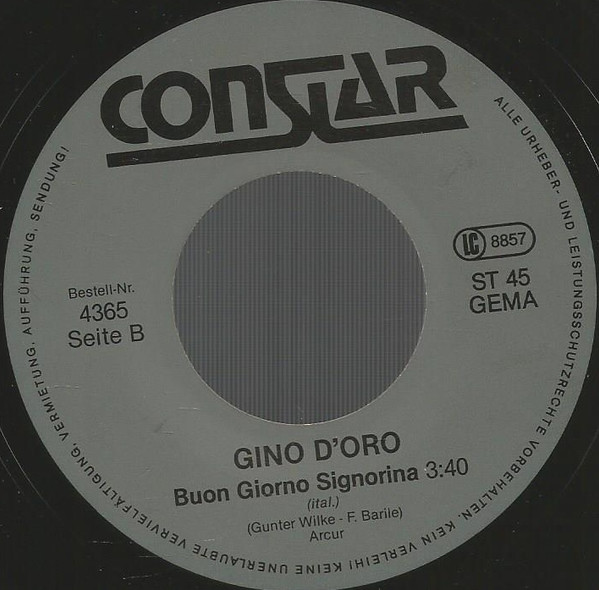 CONSTAR
ALLE URHEBER- UND LEISTUNGSSCHUTZRECHTE VORBEHALTEN. KEIN VERLEIH! KEINE UNERLAUBTE VERVIELFÄLTIGUNG, VERMIETUNG, AUFFÜHRUNG, SENDUNG!
LC 8857
ST 45
GEMA
Bestell-Nr.
4365
Seite B
GINO D'ORO
Buon Giorno Signorina 3:40
(ital.)
(Gunter Wilke - F. Barile)
Arcur